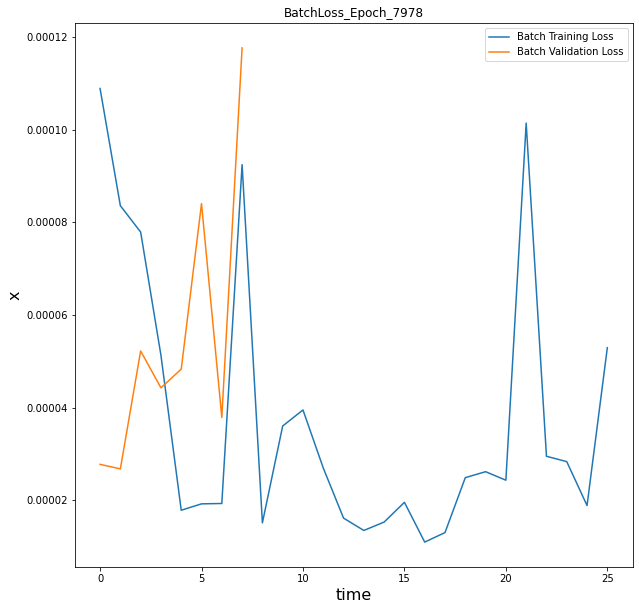 BatchLoss_Epoch_7978
Batch Training Loss
Batch Validation Loss
0.00012
0.00010
0.00008
0.00006
0.00004
0.00002
x
0 5 10 15 20 25
time